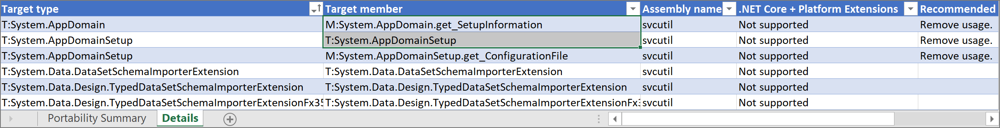 Target type Target member Assembly name .NET Core + Platform Extensions Recommended
T:System.AppDomain M:System.AppDomain.get_SetupInformation svcutil Not supported Remove usage.
T:System.AppDomainSetup T:System.AppDomainSetup svcutil Not supported Remove usage.
T:System.AppDomainSetup M:System.AppDomainSetup.get_ConfigurationFile svcutil Not supported Remove usage.
T:System.Data.DataSetSchemaImporterExtension T:System.Data.DataSetSchemaImporterExtension svcutil Not supported
T:System.Data.Design.TypedDataSetSchemaImporterExtension T:System.Data.Design.TypedDataSetSchemaImporterExtension svcutil Not supported
T:System.Data.Design.TypedDataSetSchemaImporterExtensionFx35 T:System.Data.Design.TypedDataSetSchemaImporterExtensionFx3 svcutil Not supported
Portability Summary Details